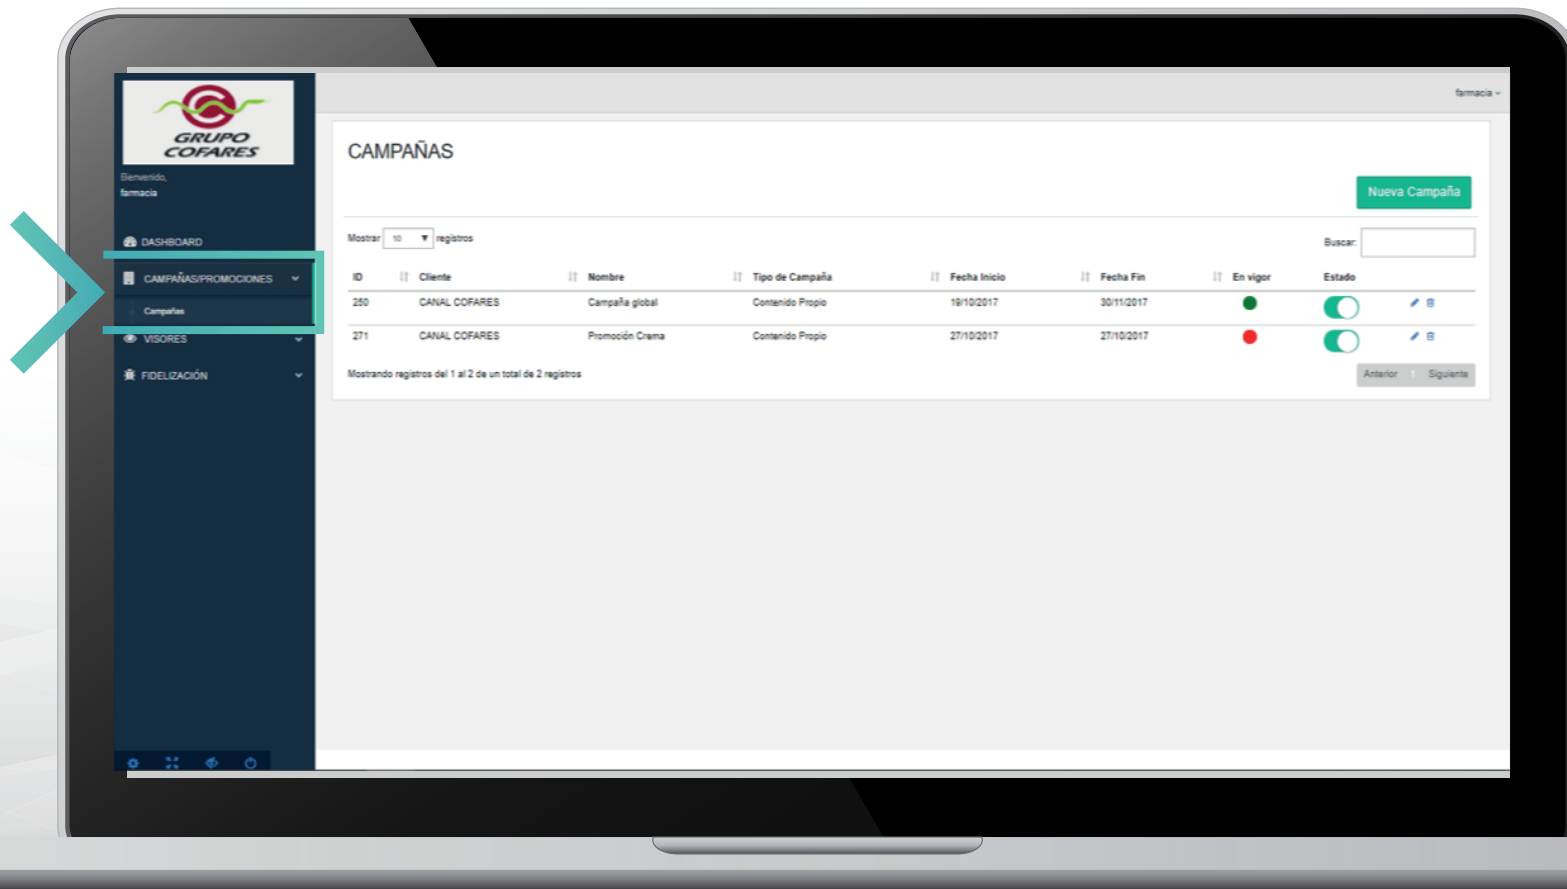 GRUPO
COFARES
Bienvenido,
farmacia
DASHBOARD
CAMPAÑAS/PROMOCIONES
Campañas
VISORES
FIDELIZACIÓN
farmacia
CAMPAÑAS
Nueva Campaña
Mostrar 10 registros
Buscar:
ID Cliente Nombre Tipo de Campaña Fecha Inicio Fecha Fin En vigor Estado
250 CANAL COFARES Campaña global Contenido Propio 19/10/2017 30/11/2017
271 CANAL COFARES Promoción Crema Contenido Propio 27/10/2017 27/10/2017
Mostrando registros del 1 al 2 de un total de 2 registros
Anterior 1 Siguiente